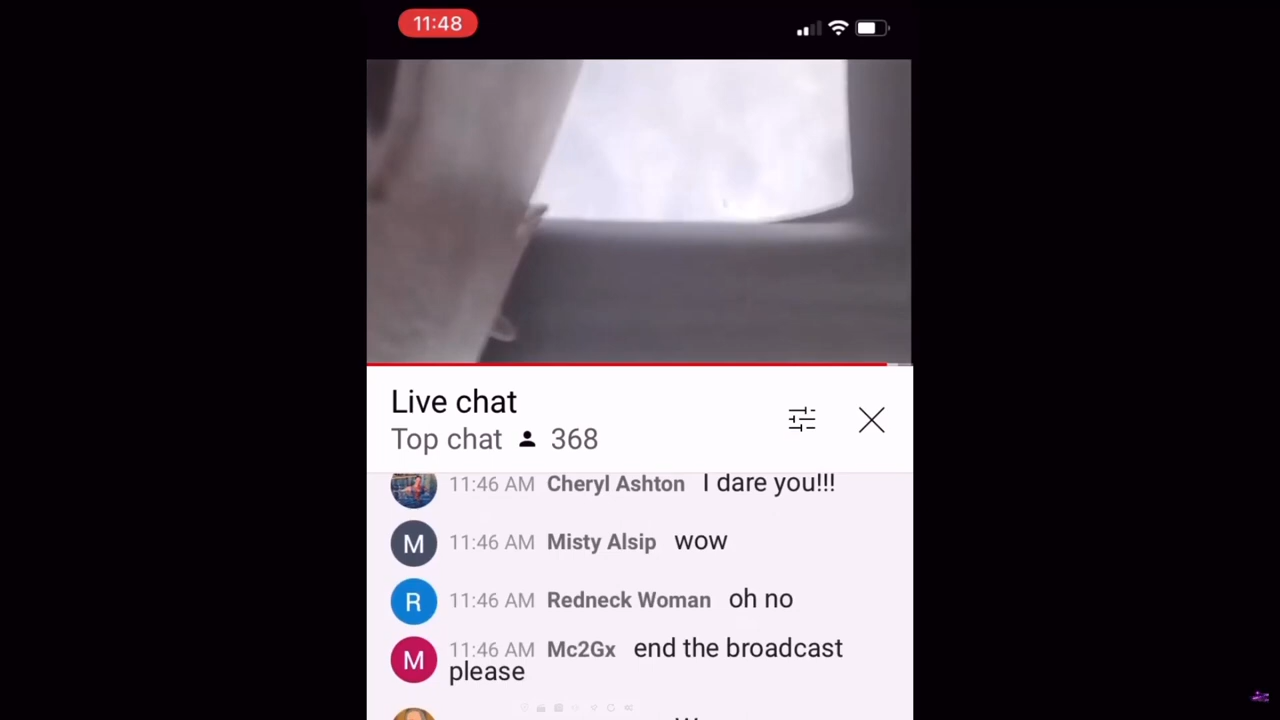 11:48
Live chat
Top chat 368
11:46 AM Cheryl Ashton I dare you!!!
M 11:46 AM Misty Alsip wow
R 11:46 AM Redneck Woman oh no
M 11:46 AM Mc2Gx end the broadcast
please